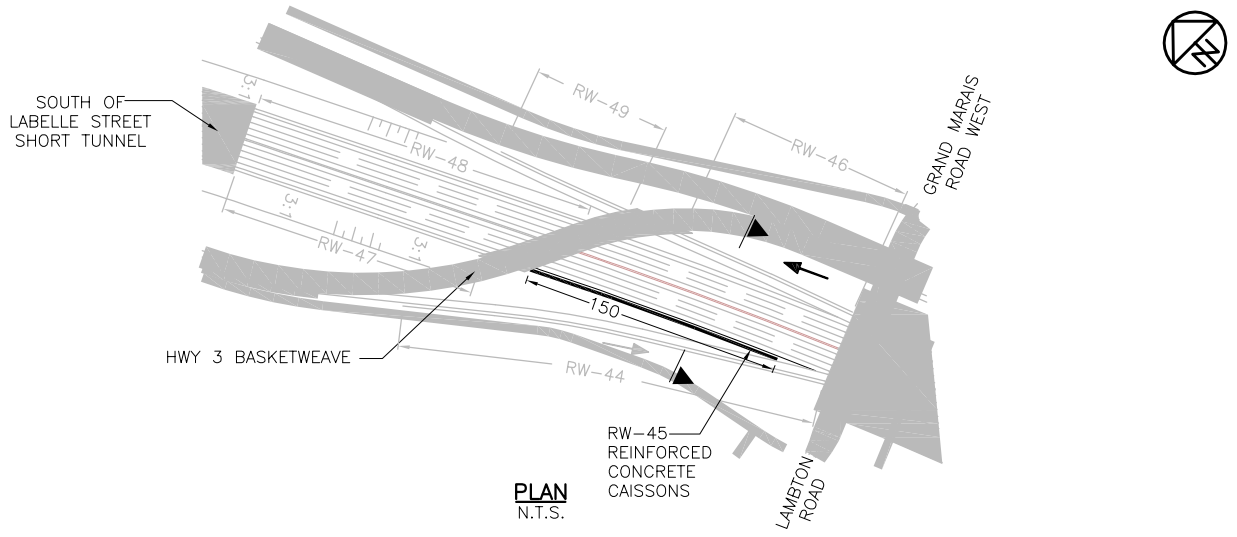 SOUTH OF
LABELLE STREET
SHORT TUNNEL
3:1
RW-48
RW-49
RW-46
GRAND MARAIS
ROAD WEST
N
3:1
RW-47
3:1
150
HWY 3 BASKETWEAVE
RW-44
RW-45
REINFORCED
CONCRETE
CAISSONS
LAMBTON
ROAD
PLAN
N.T.S.